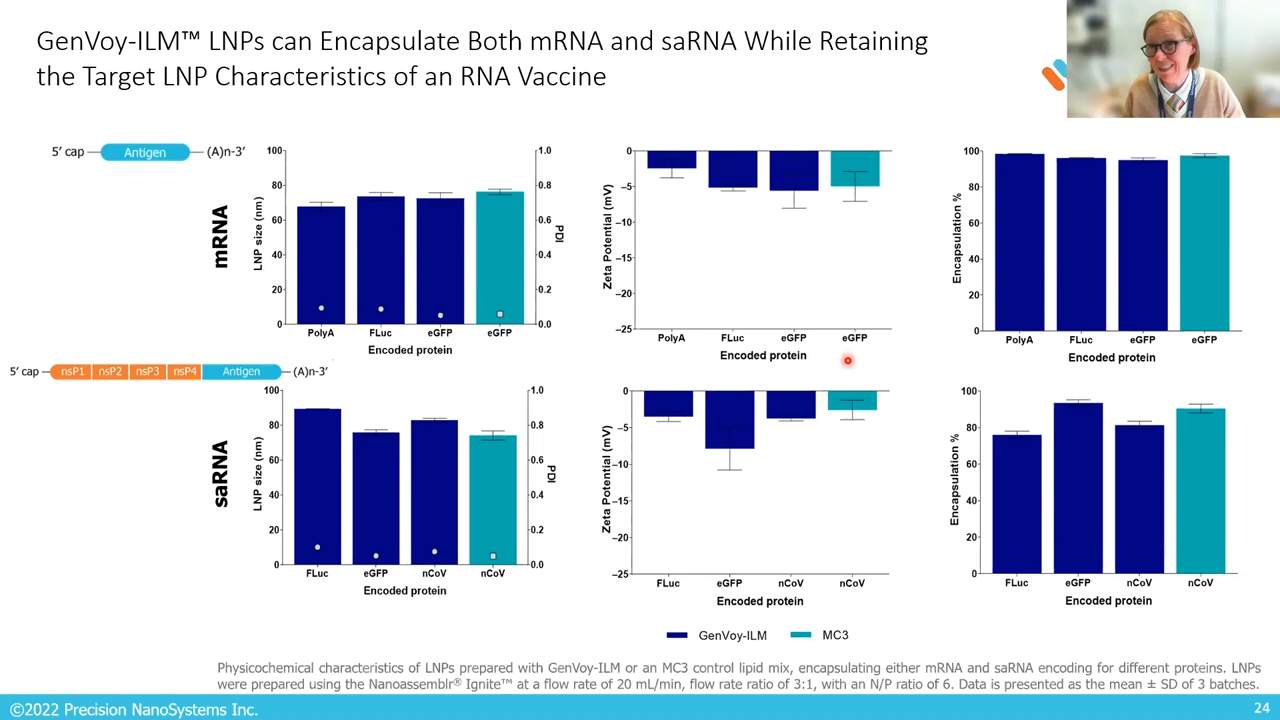 GenVoy-ILM™ LNPs can Encapsulate Both mRNA and saRNA While Retaining
the Target LNP Characteristics of an RNA Vaccine
5' cap
Antigen
(A)n-3'
mRNA
100
80
60
40
20
0
LNP size (nm)
1.0
0.8
0.6
0.4
0.2
0.0
PDI
PolyA
FLuc
eGFP
eGFP
Encoded protein
0
−5
−10
−15
−20
−25
Zeta Potential (mV)
PolyA
FLuc
eGFP
eGFP
Encoded protein
100
80
60
40
20
0
Encapsulation %
PolyA
FLuc
eGFP
eGFP
Encoded protein
5' cap
nsP1
nsP2
nsP3
nsP4
Antigen
(A)n-3'
saRNA
100
80
60
40
20
0
LNP size (nm)
1.0
0.8
0.6
0.4
0.2
0.0
PDI
FLuc
eGFP
nCoV
nCoV
Encoded protein
0
−5
−10
−15
−20
−25
Zeta Potential (mV)
FLuc
eGFP
nCoV
nCoV
Encoded protein
100
80
60
40
20
0
Encapsulation %
FLuc
eGFP
nCoV
nCoV
Encoded protein
GenVoy-ILM
MC3
Physicochemical characteristics of LNPs prepared with GenVoy-ILM or an MC3 control lipid mix, encapsulating either mRNA and saRNA encoding for different proteins. LNPs
were prepared using the Nanoassemblr® Ignite™ at a flow rate of 20 mL/min, flow rate ratio of 3:1, with an N/P ratio of 6. Data is presented as the mean ± SD of 3 batches.
©2022 Precision NanoSystems Inc.
24